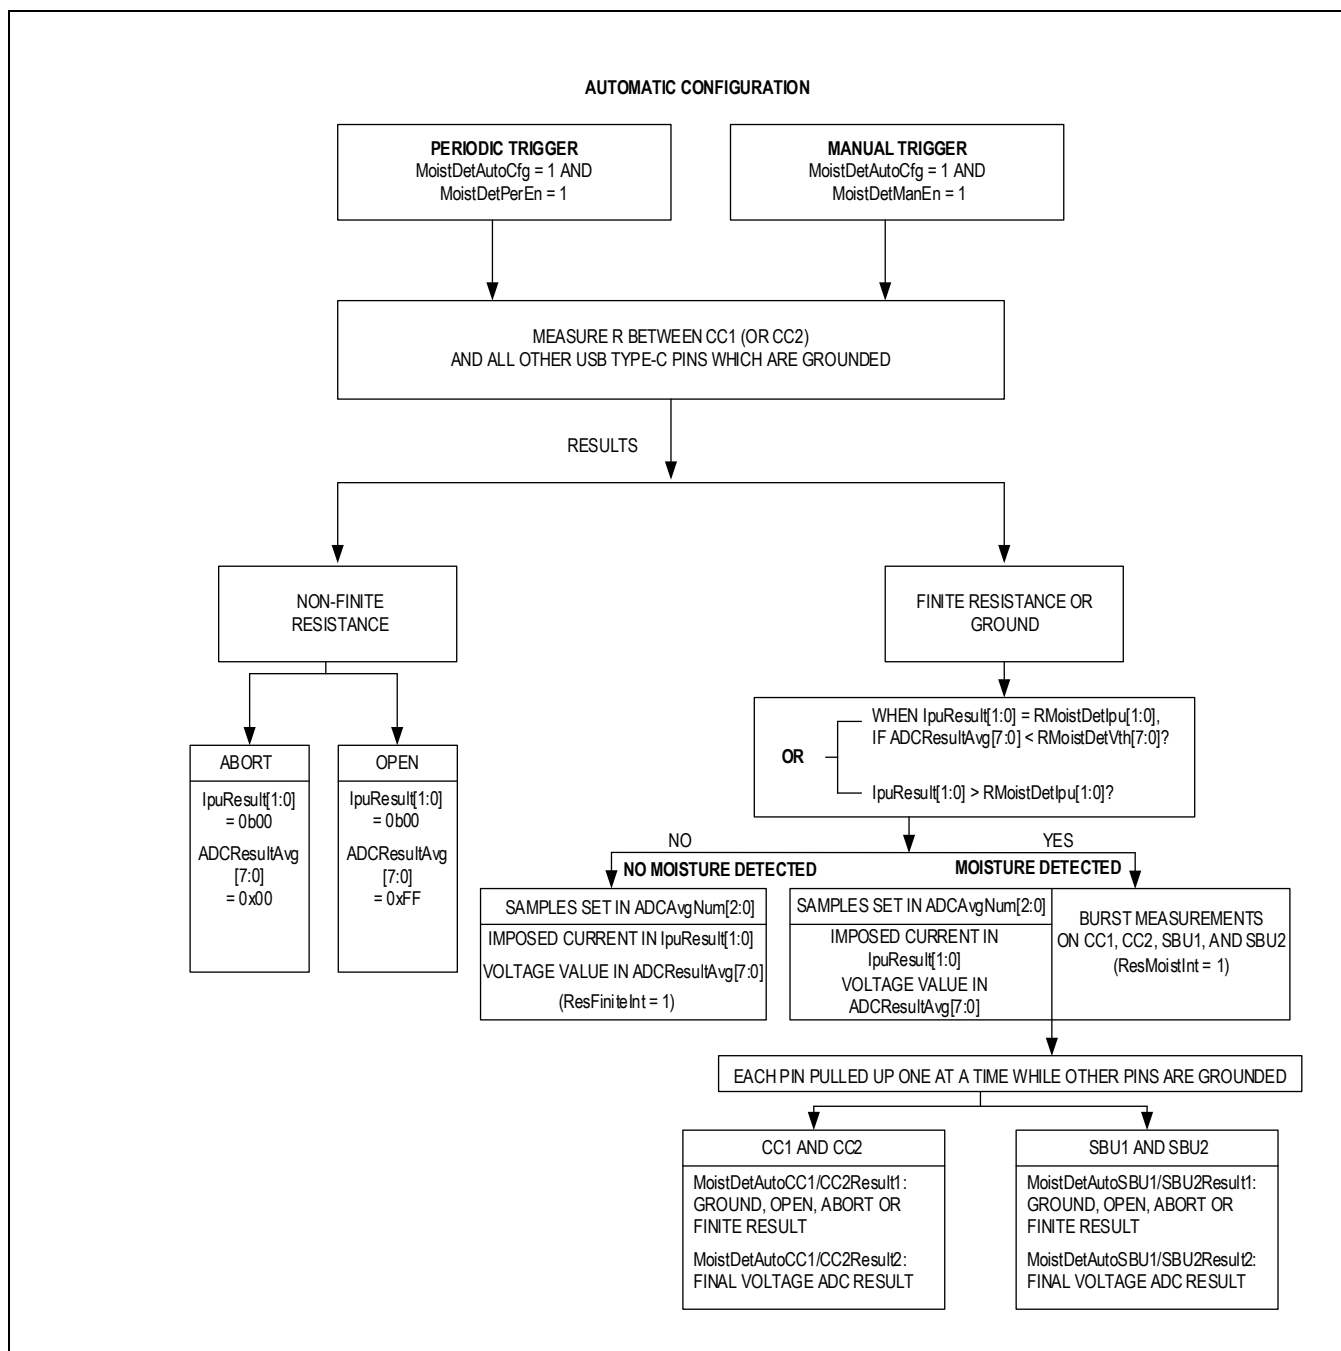 AUTOMATIC CONFIGURATION
PERIODIC TRIGGER
MoistDetAutoCfg = 1 AND
MoistDetPerEn = 1
MANUAL TRIGGER
MoistDetAutoCfg = 1 AND
MoistDetManEn = 1
MEASURE R BETWEEN CC1 (OR CC2)
AND ALL OTHER USB TYPE-C PINS WHICH ARE GROUNDED
RESULTS
NON-FINITE
RESISTANCE
FINITE RESISTANCE OR
GROUND
ABORT
IpuResult[1:0]
= 0b00
ADCResultAvg
[7:0]
= 0x00
OPEN
IpuResult[1:0]
= 0b00
ADCResultAvg
[7:0]
= 0xFF
OR
WHEN IpuResult[1:0] = RMoistDetIpu[1:0],
IF ADCResultAvg[7:0] < RMoistDetVth[7:0]?
IpuResult[1:0] > RMoistDetIpu[1:0]?
NO
YES
NO MOISTURE DETECTED
MOISTURE DETECTED
SAMPLES SET IN ADCAvgNum[2:0]
IMPOSED CURRENT IN IpuResult[1:0]
VOLTAGE VALUE IN ADCResultAvg[7:0]
(ResFiniteInt = 1)
SAMPLES SET IN ADCAvgNum[2:0]
IMPOSED CURRENT IN
IpuResult[1:0]
VOLTAGE VALUE IN
ADCResultAvg[7:0]
BURST MEASUREMENTS
ON CC1, CC2, SBU1, AND SBU2
(ResMoistInt = 1)
EACH PIN PULLED UP ONE AT A TIME WHILE OTHER PINS ARE GROUNDED
CC1 AND CC2
MoistDetAutoCC1/CC2Result1:
GROUND, OPEN, ABORT OR
FINITE RESULT
MoistDetAutoCC1/CC2Result2:
FINAL VOLTAGE ADC RESULT
SBU1 AND SBU2
MoistDetAutoSBU1/SBU2Result1:
GROUND, OPEN, ABORT OR
FINITE RESULT
MoistDetAutoSBU1/SBU2Result2:
FINAL VOLTAGE ADC RESULT